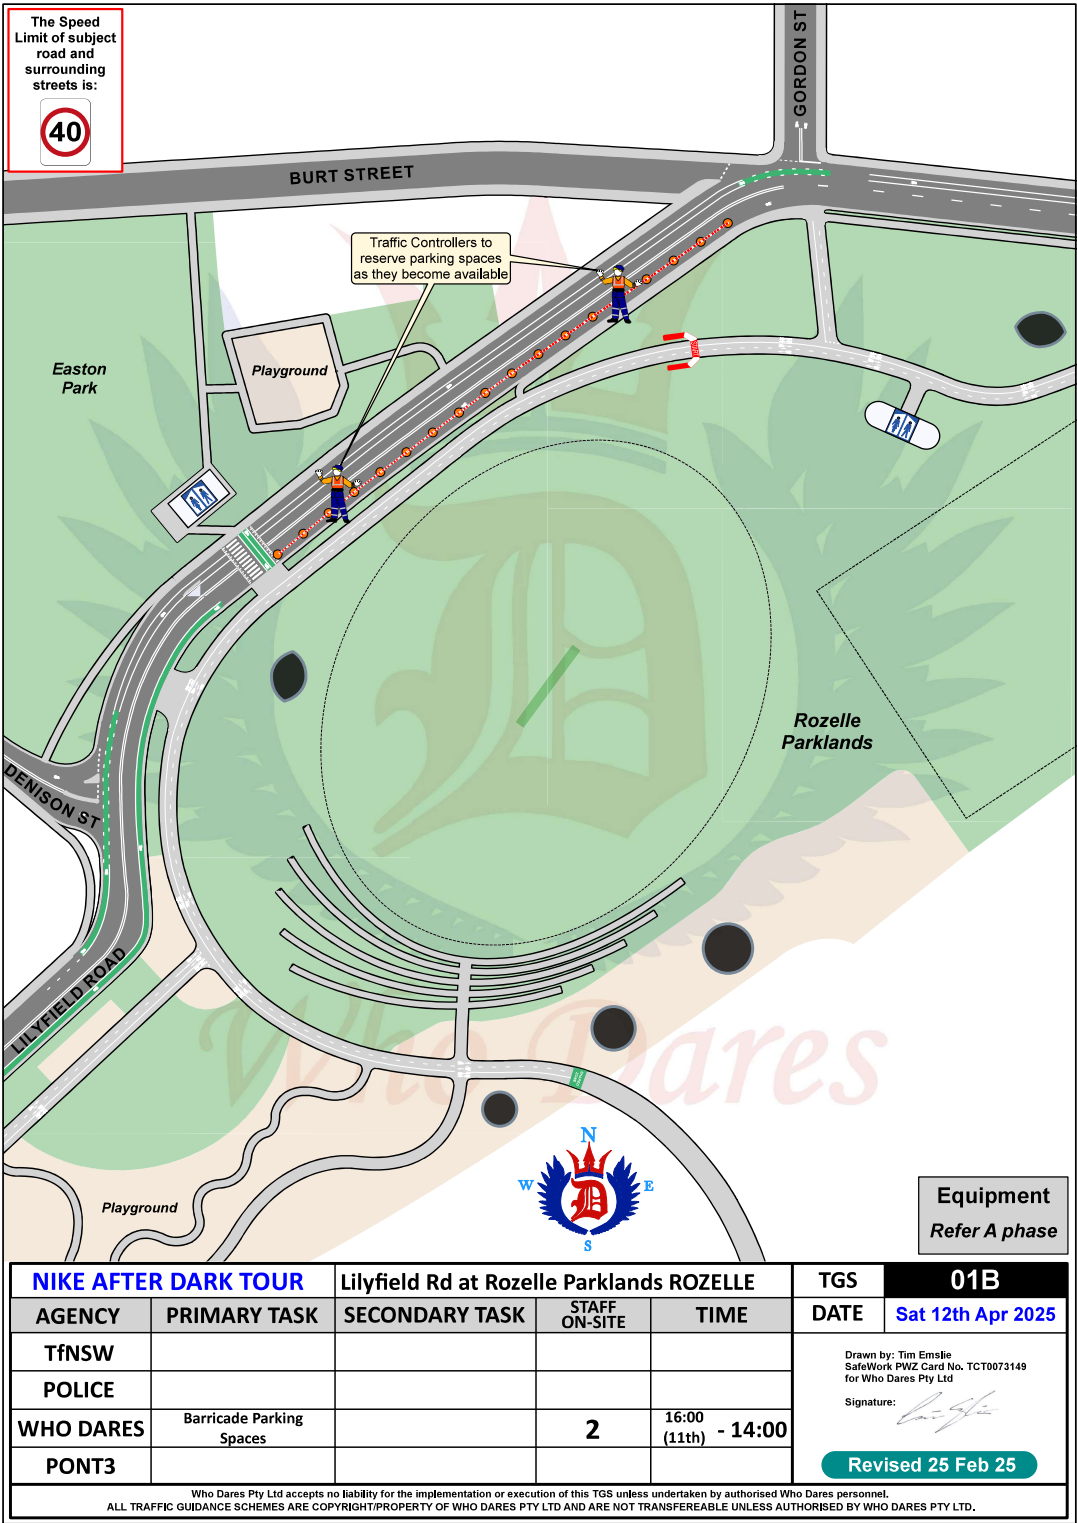 The Speed
Limit of subject
road and
surrounding
streets is:
40
GORDON ST
BURT STREET
Traffic Controllers to
reserve parking spaces
as they become available
Easton
Park
Playground
Rozelle
Parklands
DENISON ST
LILYFIELD ROAD
Who Dares
Playground
N
W
E
S
D
Equipment
Refer A phase
NIKE AFTER DARK TOUR
Lilyfield Rd at Rozelle Parklands ROZELLE
TGS
01B
AGENCY
PRIMARY TASK
SECONDARY TASK
STAFF
ON-SITE
TIME
DATE
Sat 12th Apr 2025
TfNSW
POLICE
WHO DARES
Barricade Parking
Spaces
2
16:00
(11th)
- 14:00
PONT3
Drawn by: Tim Emslie
SafeWork PWZ Card No. TCT0073149
for Who Dares Pty Ltd
Signature:
Revised 25 Feb 25
Who Dares Pty Ltd accepts no liability for the implementation or execution of this TGS unless undertaken by authorised Who Dares personnel.
ALL TRAFFIC GUIDANCE SCHEMES ARE COPYRIGHT/PROPERTY OF WHO DARES PTY LTD AND ARE NOT TRANSFEREABLE UNLESS AUTHORISED BY WHO DARES PTY LTD.